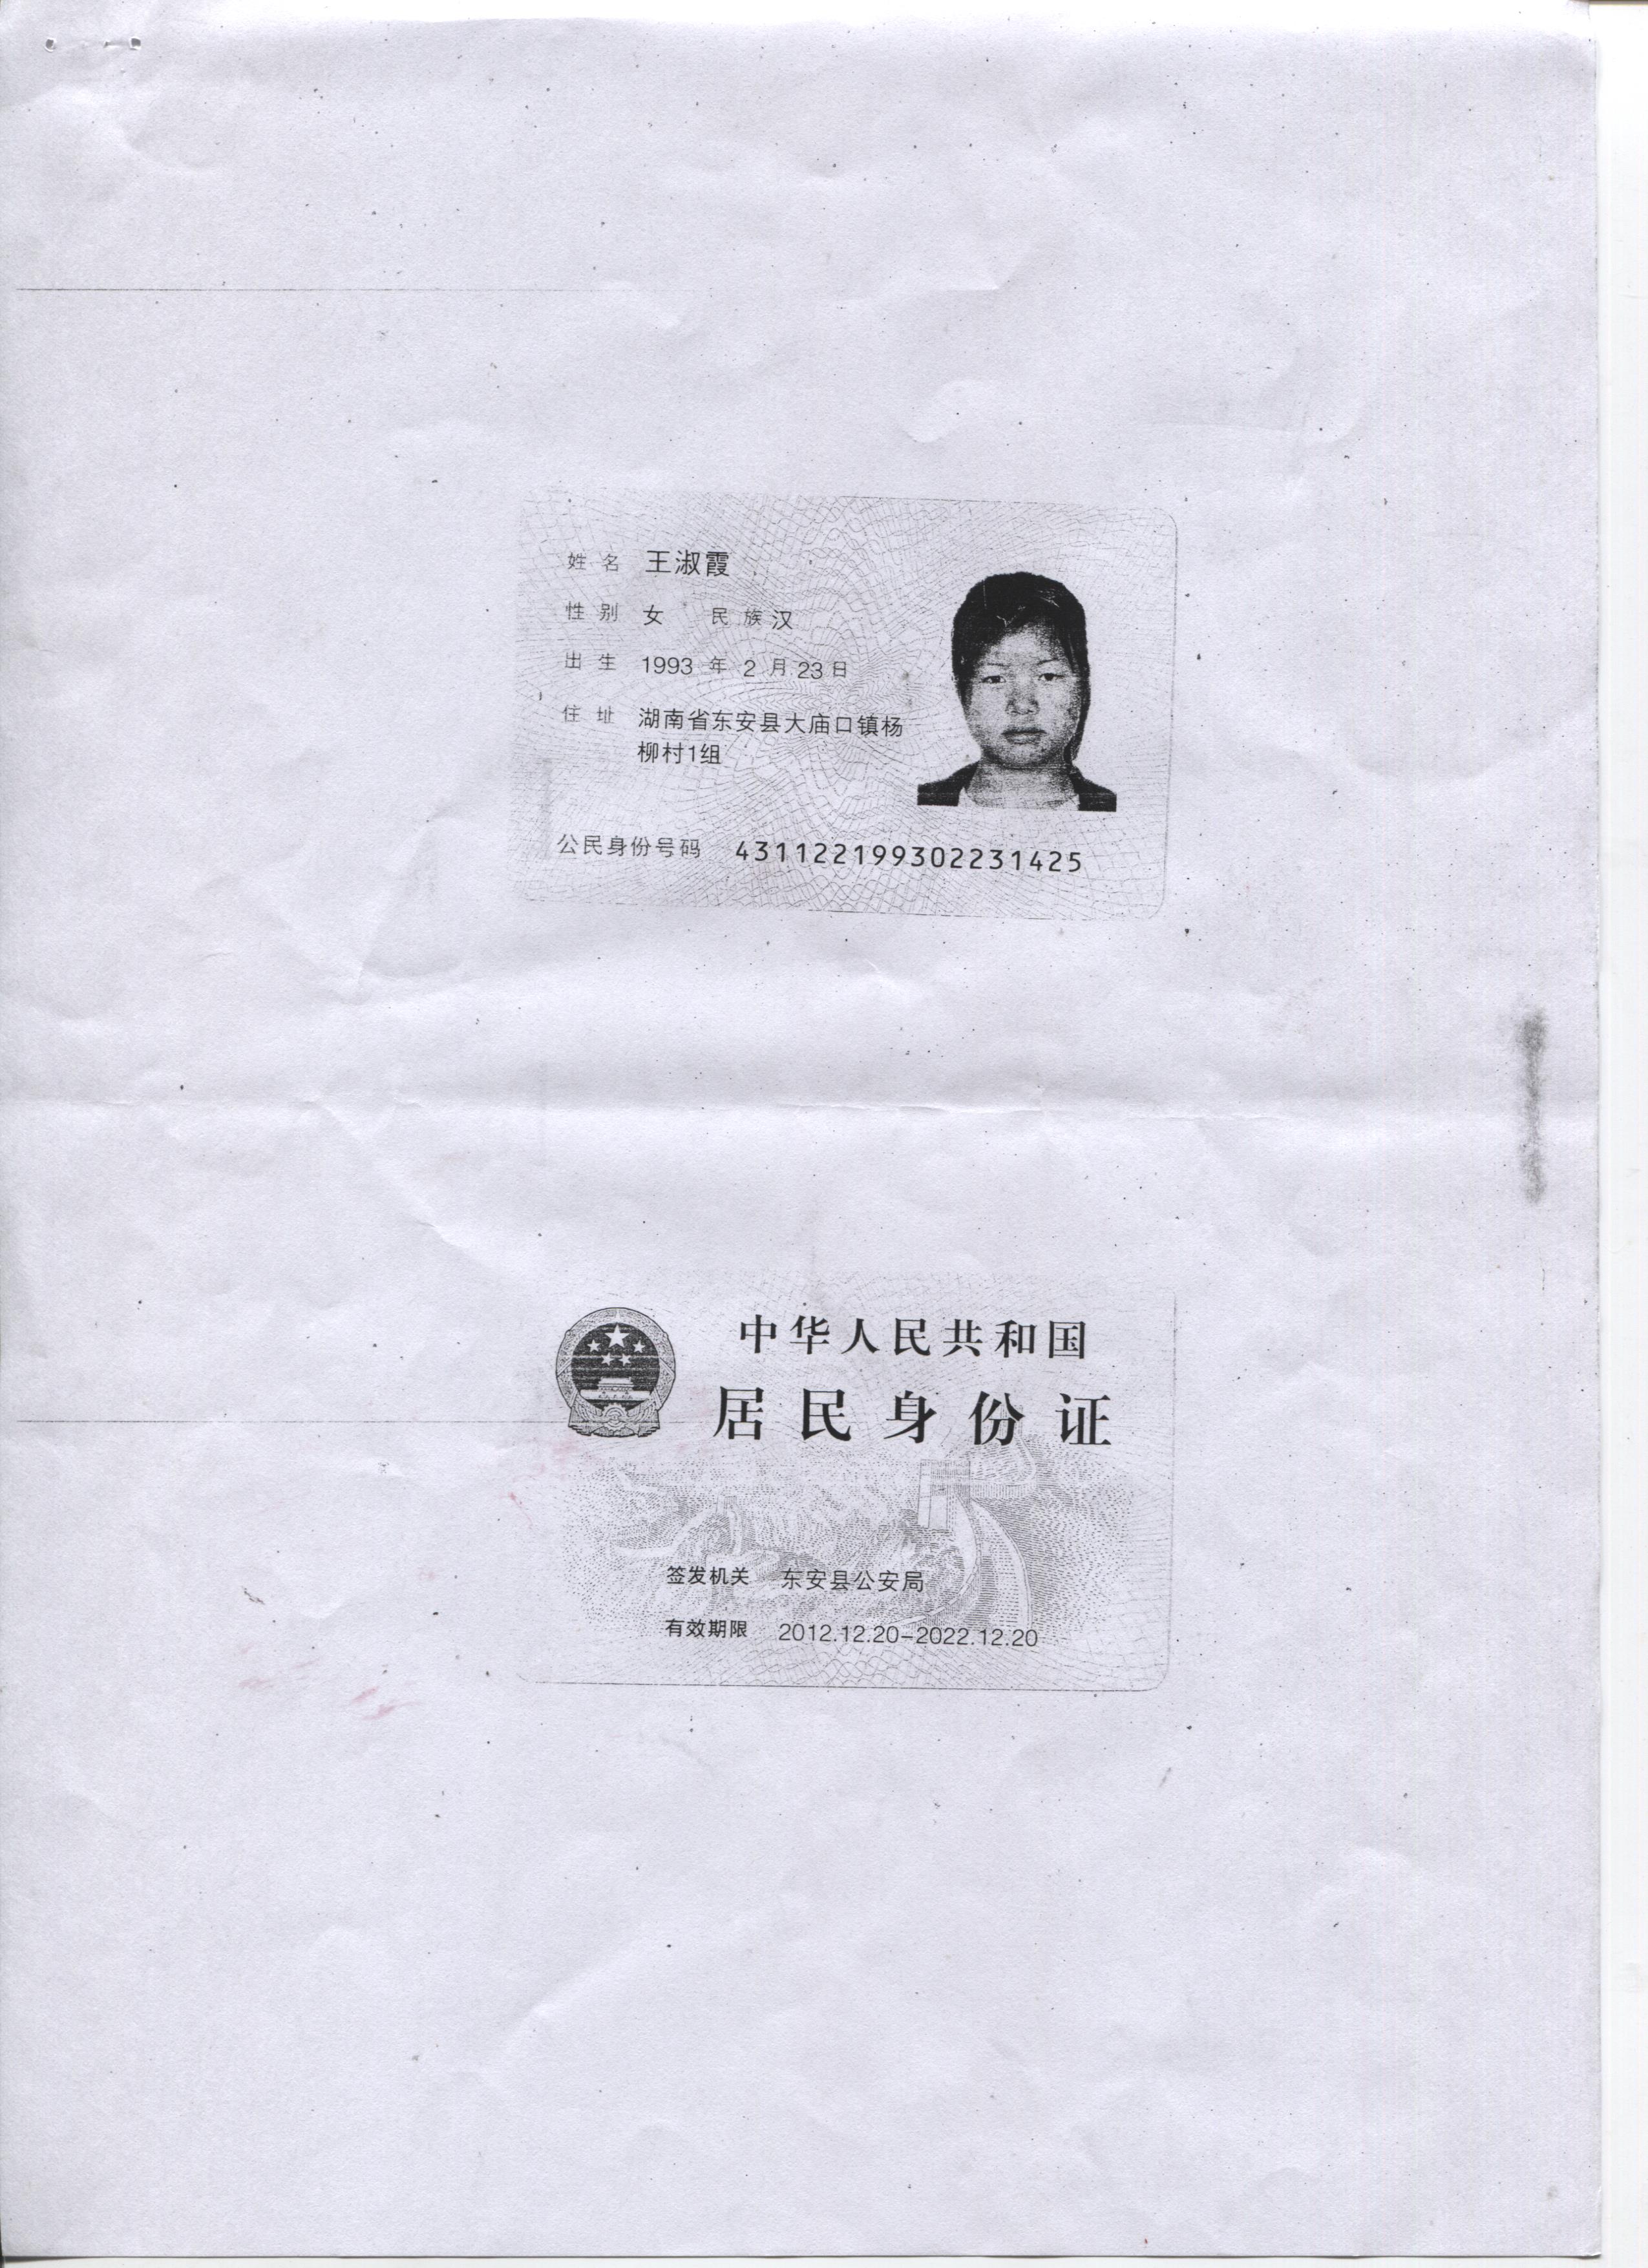 姓名 王淑霞
性别 女 民族 汉
出生 1993 年 2 月 23 日
住址 湖南省东安县大庙口镇杨
柳村1组
公民身份号码 431122199302231425
中华人民共和国
居民身份证
签发机关 东安县公安局
有效期限 2012.12.20-2022.12.20